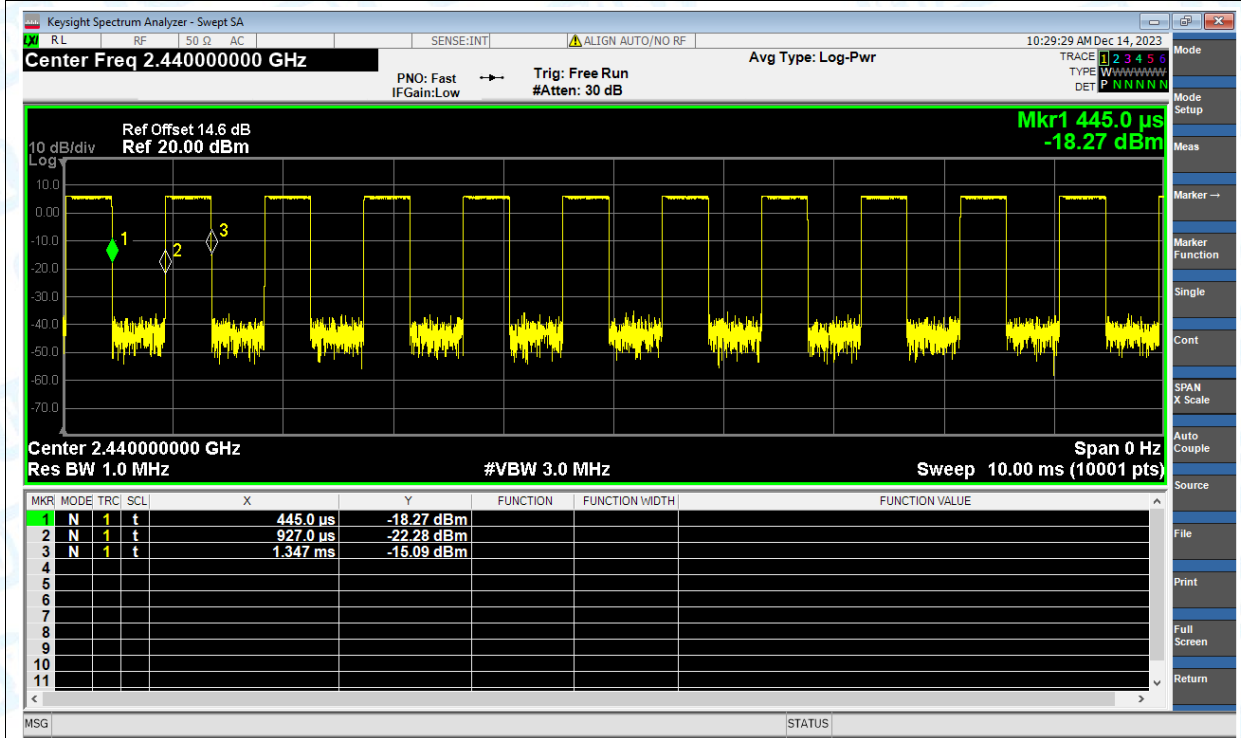 Keysight Spectrum Analyzer - Swept SA
LXI RL RF 50 Ω AC SENSE:INT ALIGN AUTO/NO RF 10:29:29 AM Dec 14, 2023
Center Freq 2.440000000 GHz
PNO: Fast
IFGain:Low
Trig: Free Run
#Atten: 30 dB
Avg Type: Log-Pwr
TRACE 1 2 3 4 5 6
TYPE WWWWWW
DET P N N N N N
Ref Offset 14.6 dB
10 dB/div Ref 20.00 dBm
Log
Mkr1 445.0 µs
-18.27 dBm
10.0
0.00
-10.0
-20.0
-30.0
-40.0
-50.0
-60.0
-70.0
1
2
3
Center 2.440000000 GHz Span 0 Hz
Res BW 1.0 MHz #VBW 3.0 MHz Sweep 10.00 ms (10001 pts)
MKR MODE TRC SCL X Y FUNCTION FUNCTION WIDTH FUNCTION VALUE
1 N 1 t 445.0 µs -18.27 dBm
2 N 1 t 927.0 µs -22.28 dBm
3 N 1 t 1.347 ms -15.09 dBm
4
5
6
7
8
9
10
11
MSG STATUS
Mode
Mode
Setup
Meas
Marker →
Marker
Function
Single
Cont
SPAN
X Scale
Auto
Couple
Source
File
Print
Full
Screen
Return